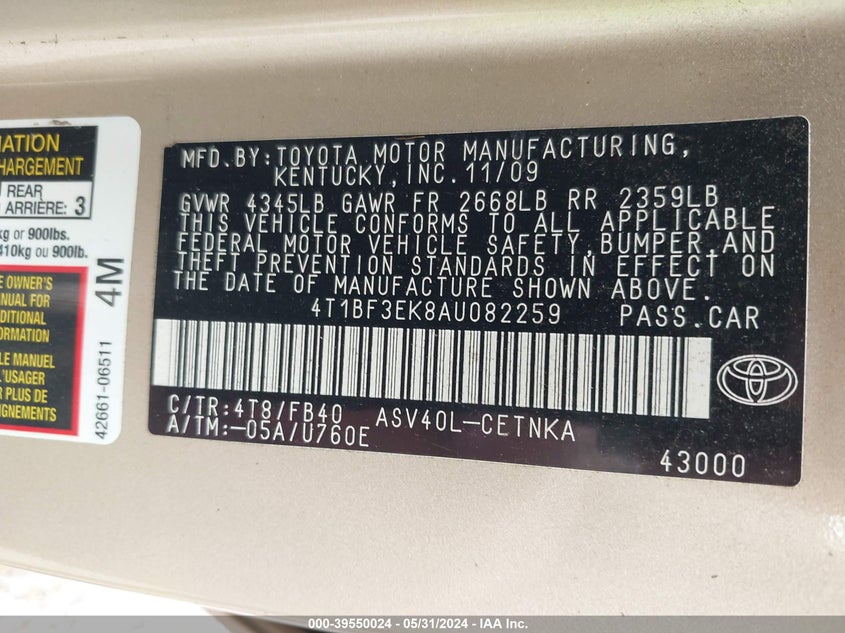 MATION
CHARGEMENT
REAR
ARRIÈRE: 3
kg or 900lbs.
410kg ou 900lb.
E OWNER'S
ANUAL FOR
DITIONAL
ORMATION
LE MANUEL
L'USAGER
R PLUS DE
IGNEMENTS
42661-06511 4M
MFD.BY:TOYOTA MOTOR MANUFACTURING,
KENTUCKY,INC.11/09
GVWR 4345LB GAWR FR 2668LB RR 2359LB
THIS VEHICLE CONFORMS TO ALL APPLICABLE
FEDERAL MOTOR VEHICLE SAFETY,BUMPER,AND
THEFT PREVENTION STANDARDS IN EFFECT ON
THE DATE OF MANUFACTURE SHOWN ABOVE.
4T1BF3EK8AU082259 PASS.CAR
C/TR:4T8/FB40 ASV40L-CETNKA
A/TM:-05A/U760E
43000
TOYOTA
000-39550024 - 05/31/2024 - IAA Inc.